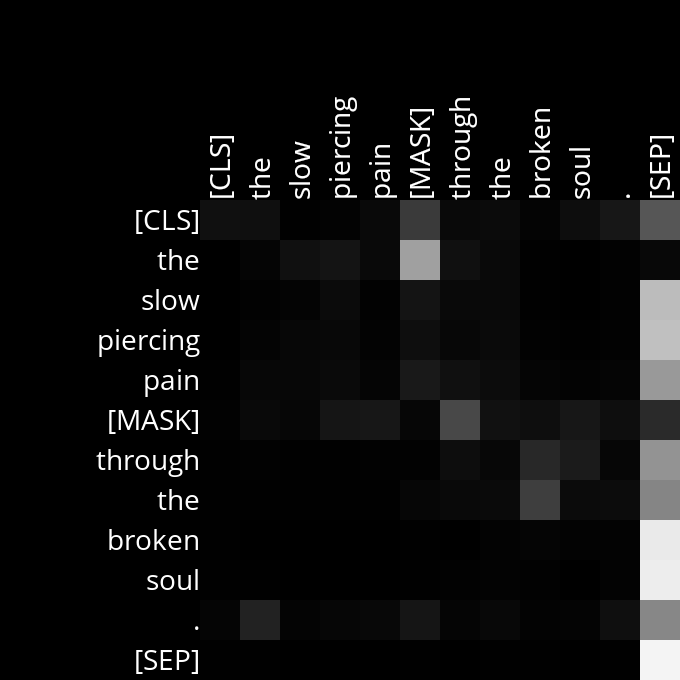 [CLS] the slow piercing pain [MASK] through the broken soul . [SEP]
[CLS]
the
slow
piercing
pain
[MASK]
through
the
broken
soul
.
[SEP]